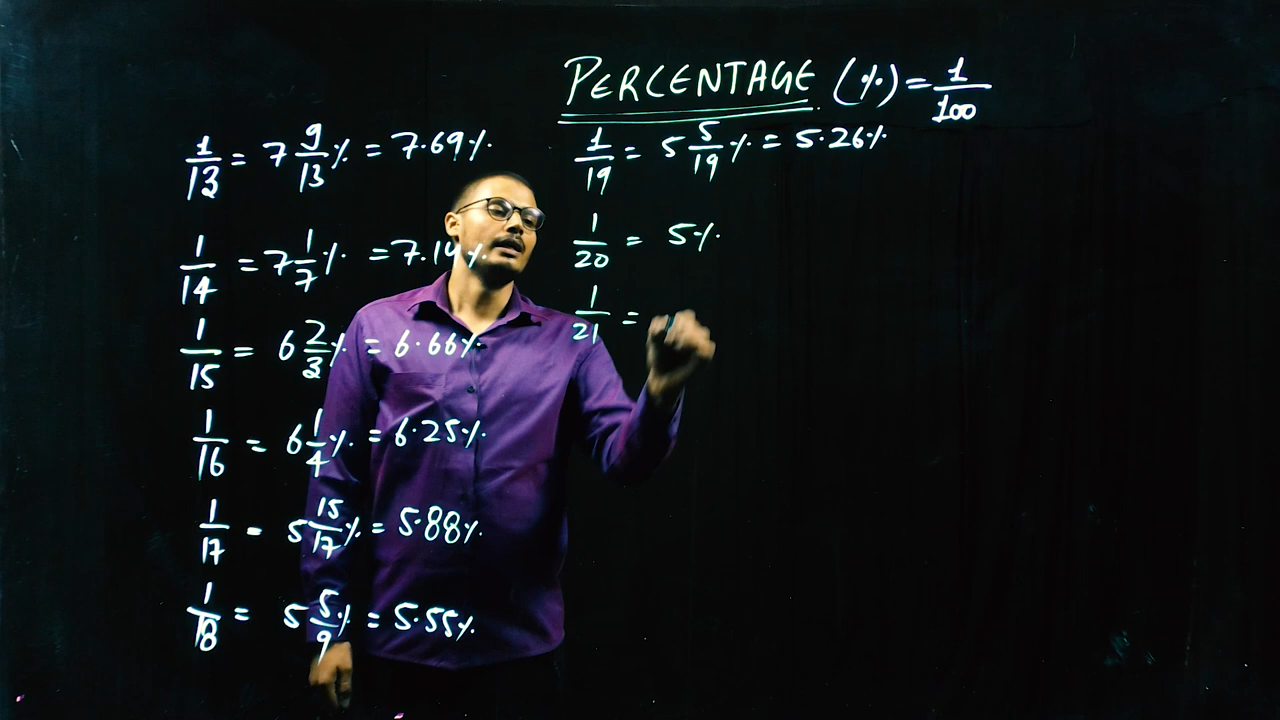 PERCENTAGE (%) = 1/100
1/13 = 7 9/13 % = 7.69%
1/14 = 7 1/7 % = 7.14%
1/15 = 6 2/3 % = 6.66%
1/16 = 6 1/4 % = 6.25%
1/17 = 5 15/17 % = 5.88%
1/18 = 5 5/9 % = 5.55%
1/19 = 5 5/19 % = 5.26%
1/20 = 5%
1/21 =